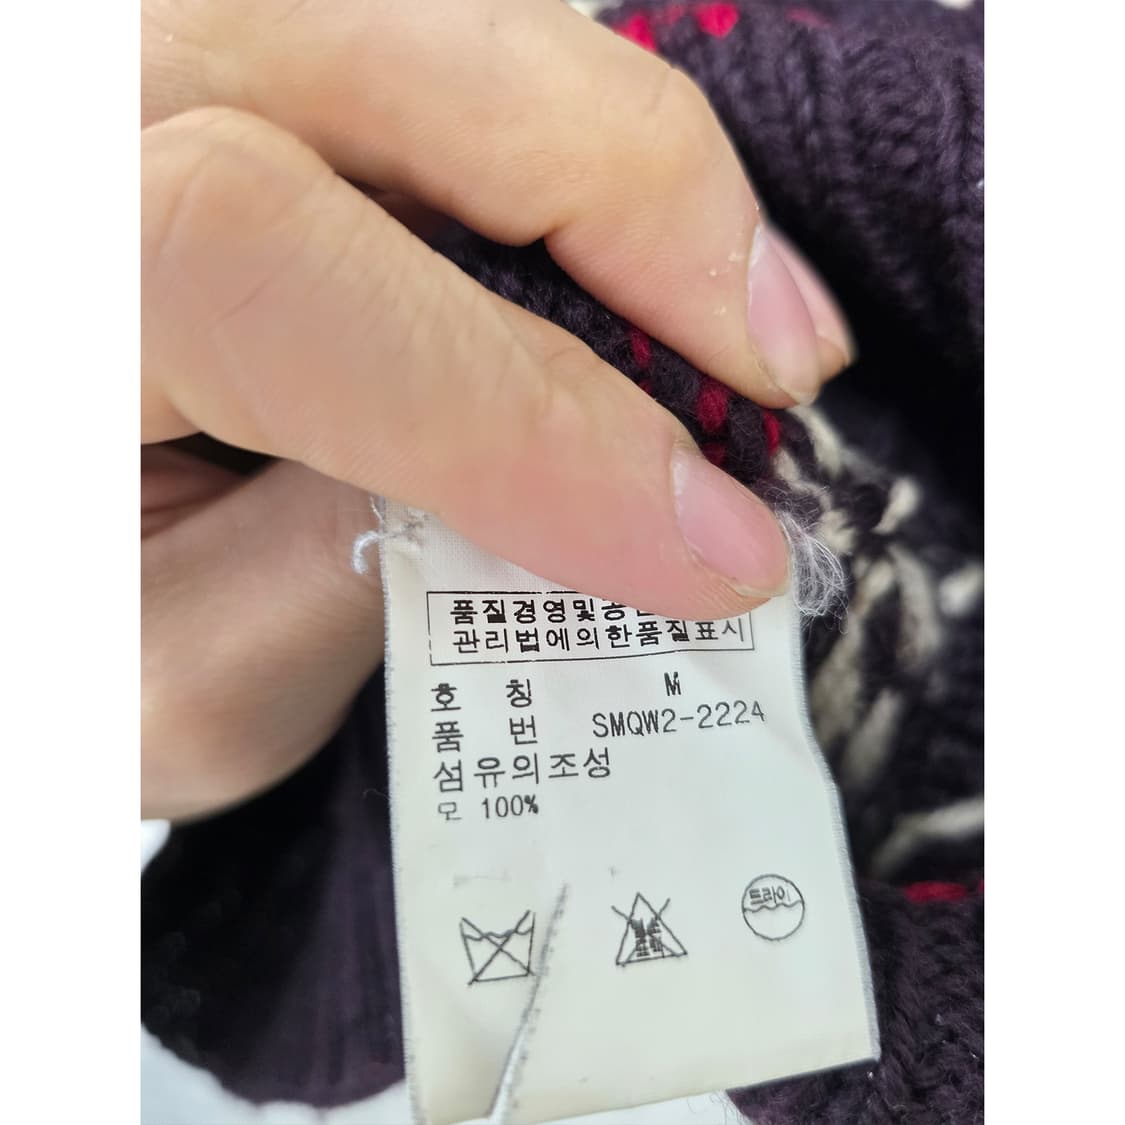 품질경영및공
관리법에의한품질표시
호 칭 M
품 번 SMQW2-2224
섬유의조성
모 100%
드라이